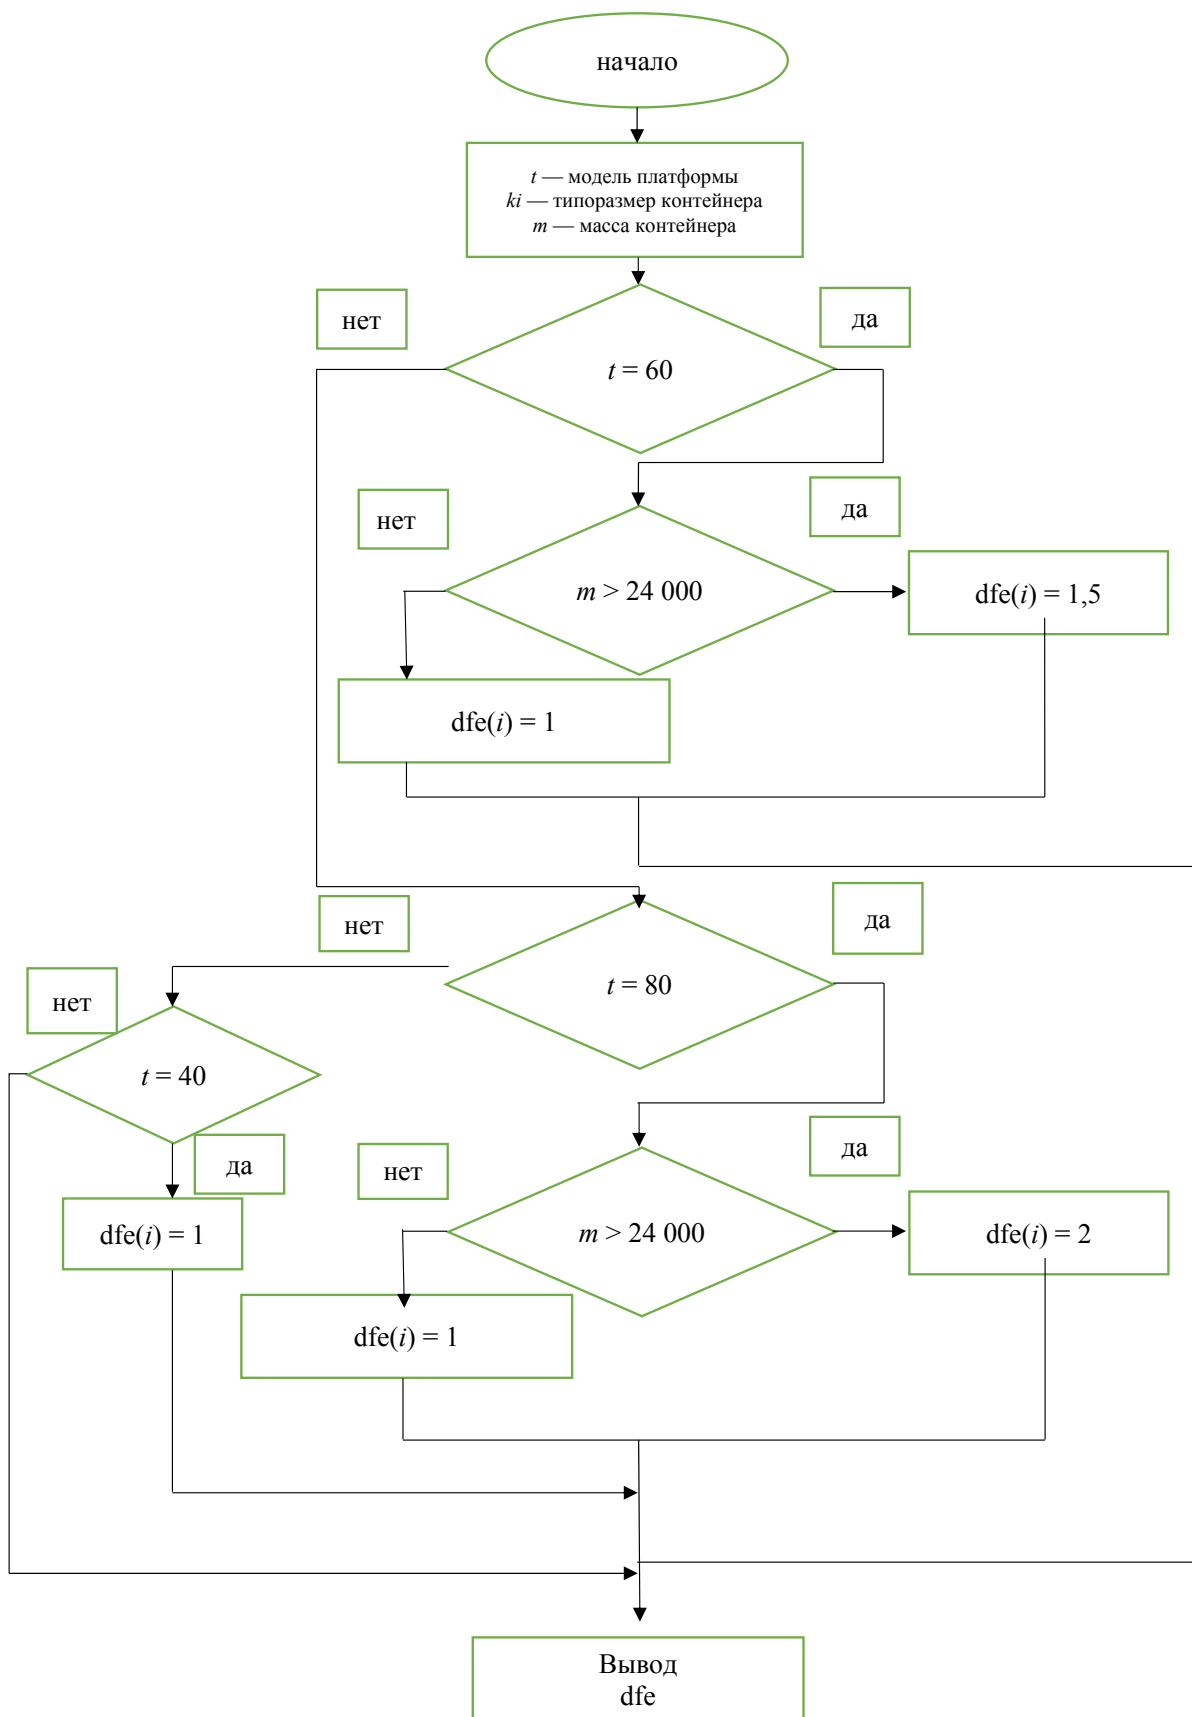 начало
t — модель платформы
ki — типоразмер контейнера
m — масса контейнера
нет
да
t = 60
нет
да
m > 24 000
dfe(i) = 1,5
dfe(i) = 1
нет
да
t = 80
нет
t = 40
да
нет
да
m > 24 000
dfe(i) = 2
dfe(i) = 1
dfe(i) = 1
Вывод
dfe